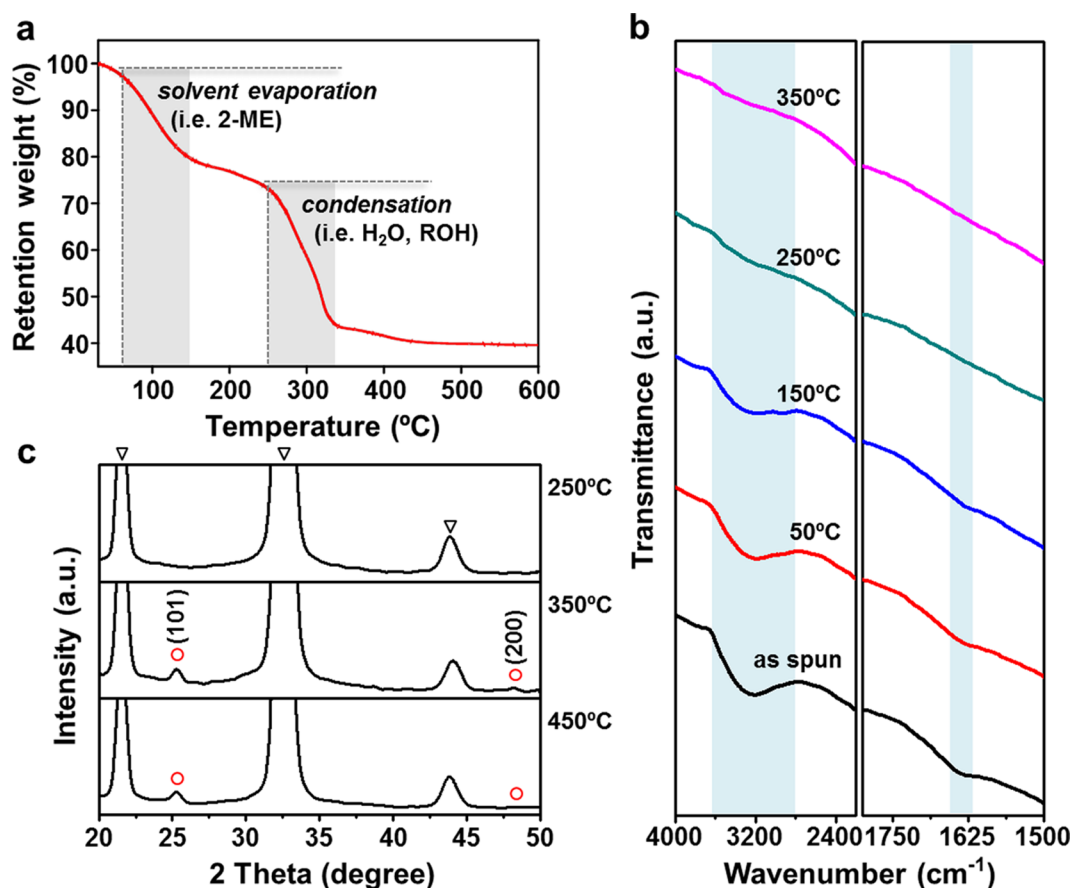 a
Retention weight (%)
100
90
80
70
60
50
40
solvent evaporation
(i.e. 2-ME)
condensation
(i.e. H₂O, ROH)
100 200 300 400 500 600
Temperature (ºC)
b
Transmittance (a.u.)
350ºC
250ºC
150ºC
50ºC
as spun
4000 3200 2400 1750 1625 1500
Wavenumber (cm⁻¹)
c
Intensity (a.u.)
250ºC
350ºC
(101)
(200)
450ºC
20 25 30 35 40 45 50
2 Theta (degree)